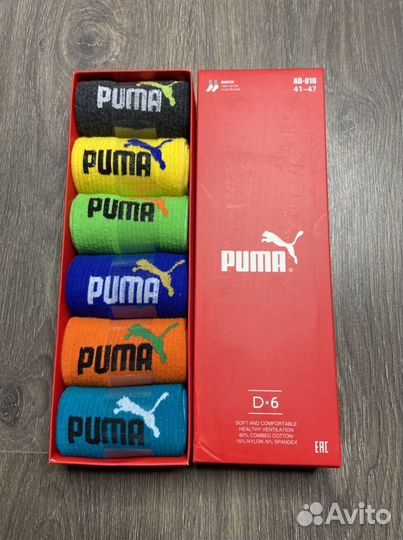 PUMA
PUMA
PUMA
PUMA
PUMA
PUMA
AD-010
41-47
PUMA®
D×6
SOFT AND COMFORTABLE
HEALTHY VENTILATION
80% COMBED COTTON/
15% NYLON /5% SPANDEX
EAC
Avito